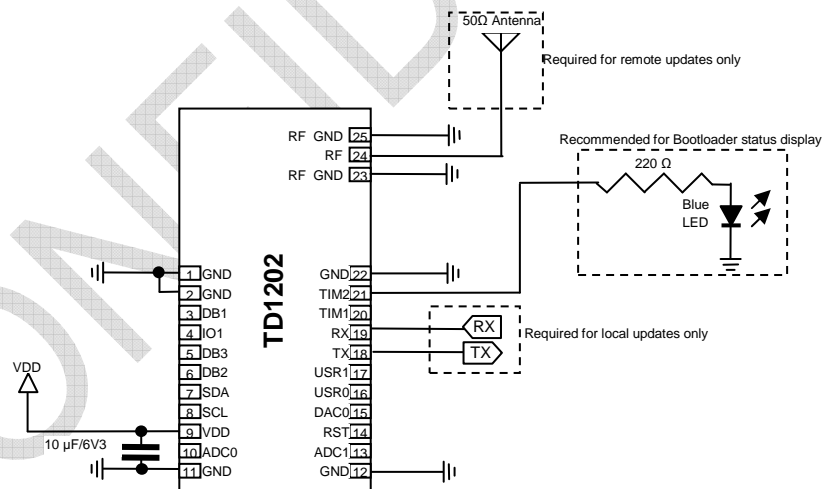 50Ω Antenna
Required for remote updates only
RF GND 25
RF 24
RF GND 23
Recommended for Bootloader status display
220 Ω
Blue
LED
TD1202
1 GND
2 GND
3 DB1
4 IO1
5 DB3
6 DB2
7 SDA
8 SCL
9 VDD
10 ADC0
11 GND
GND 22
TIM2 21
TIM1 20
RX 19
TX 18
USR1 17
USR0 16
DAC0 15
RST 14
ADC1 13
GND 12
RX
TX
Required for local updates only
VDD
10 µF/6V3
ONFID